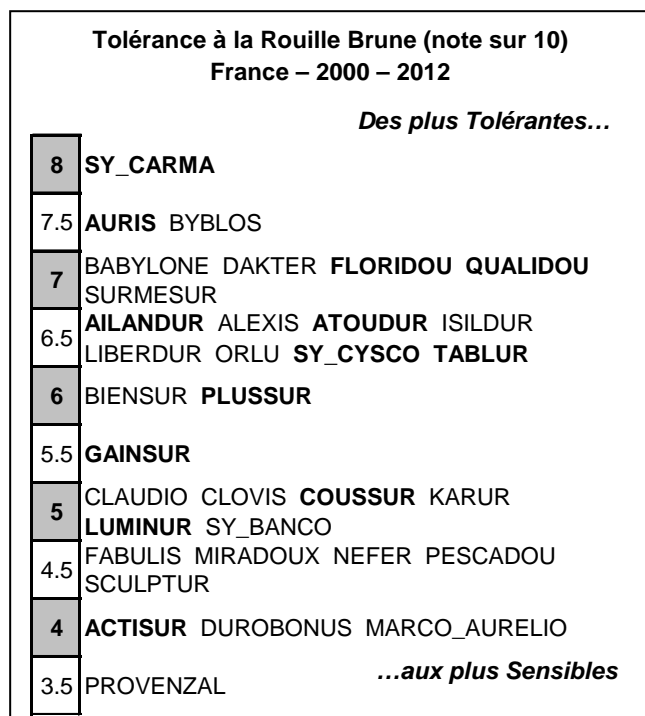 Tolérance à la Rouille Brune (note sur 10)
France – 2000 – 2012
Des plus Tolérantes…
8 SY_CARMA
7.5 AURIS BYBLOS
7 BABYLONE DAKTER FLORIDOU QUALIDOU
SURMESUR
6.5 AILANDUR ALEXIS ATOUDUR ISILDUR
LIBERDUR ORLU SY_CYSCO TABLUR
6 BIENSUR PLUSSUR
5.5 GAINSUR
5 CLAUDIO CLOVIS COUSSUR KARUR
LUMINUR SY_BANCO
4.5 FABULIS MIRADOUX NEFER PESCADOU
SCULPTUR
4 ACTISUR DUROBONUS MARCO_AURELIO
…aux plus Sensibles
3.5 PROVENZAL